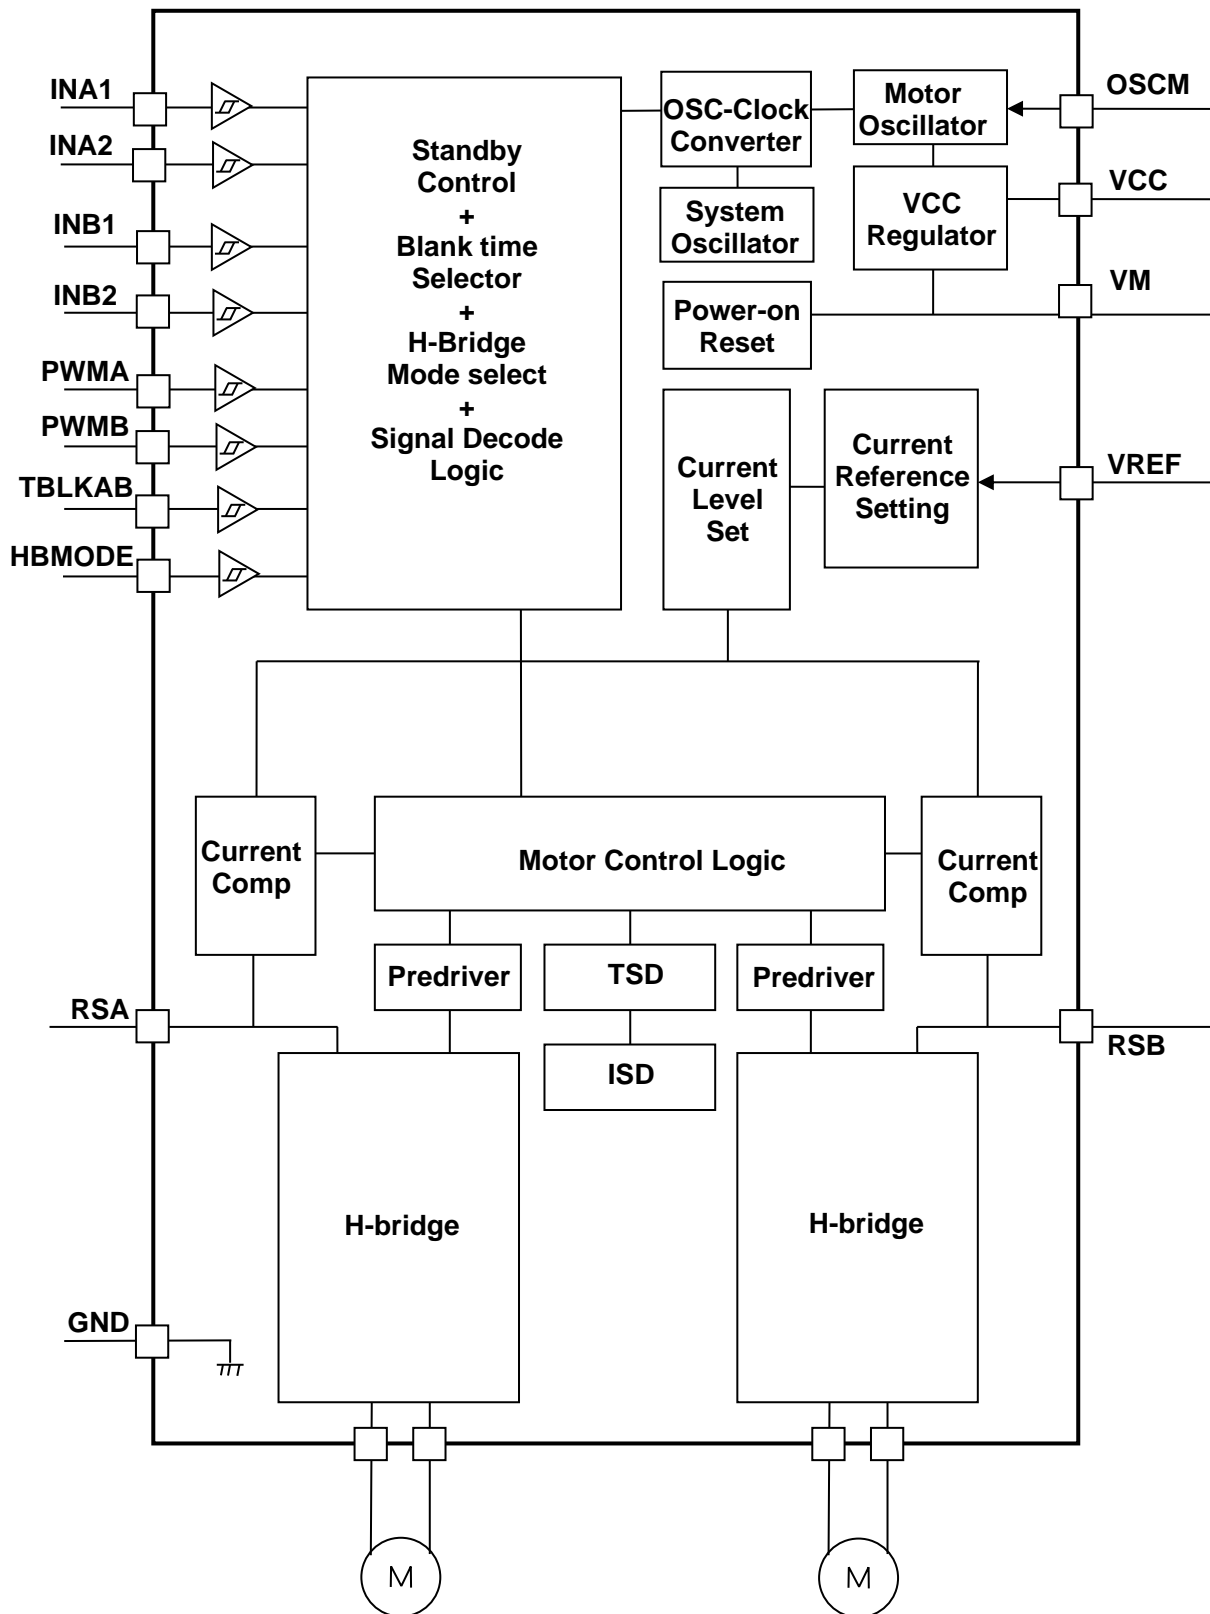 INA1
INA2
INB1
INB2
PWMA
PWMB
TBLKAB
HBMODE
Standby
Control
+
Blank time
Selector
+
H-Bridge
Mode select
+
Signal Decode
Logic
OSC-Clock
Converter
Motor
Oscillator
System
Oscillator
VCC
Regulator
Power-on
Reset
Current
Level
Set
Current
Reference
Setting
OSCM
VCC
VM
VREF
Current
Comp
Motor Control Logic
Current
Comp
Predriver
TSD
Predriver
ISD
RSA
RSB
H-bridge
H-bridge
GND
M
M